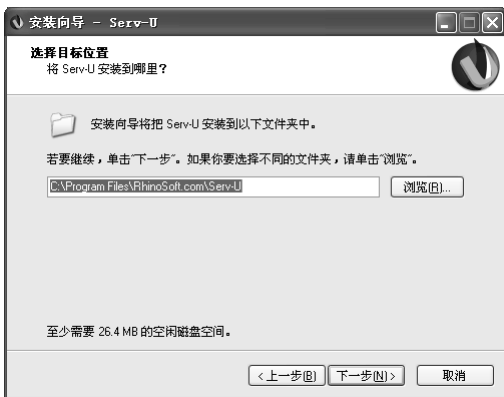 安装向导 - Serv-U
选择目标位置
将 Serv-U 安装到哪里?
安装向导将把 Serv-U 安装到以下文件夹中。
若要继续,单击"下一步"。如果你要选择不同的文件夹,请单击"浏览"。
C:\Program Files\RhinoSoft.com\Serv-U
浏览(R)...
至少需要 26.4 MB 的空闲磁盘空间。
<上一步(B) 下一步(N)> 取消